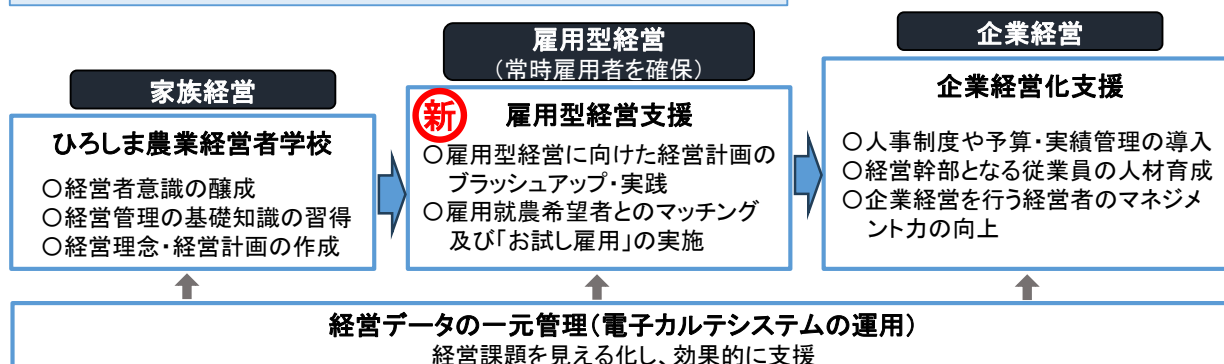 家族経営
ひろしま農業経営者学校
○経営者意識の醸成
○経営管理の基礎知識の習得
○経営理念・経営計画の作成
雇用型経営
(常時雇用者を確保)
新
雇用型経営支援
○雇用型経営に向けた経営計画の
ブラッシュアップ・実践
○雇用就農希望者とのマッチング
及び「お試し雇用」の実施
企業経営
企業経営化支援
○人事制度や予算・実績管理の導入
○経営幹部となる従業員の人材育成
○企業経営を行う経営者のマネジメ
ント力の向上
経営データの一元管理(電子カルテシステムの運用)
経営課題を見える化し、効果的に支援